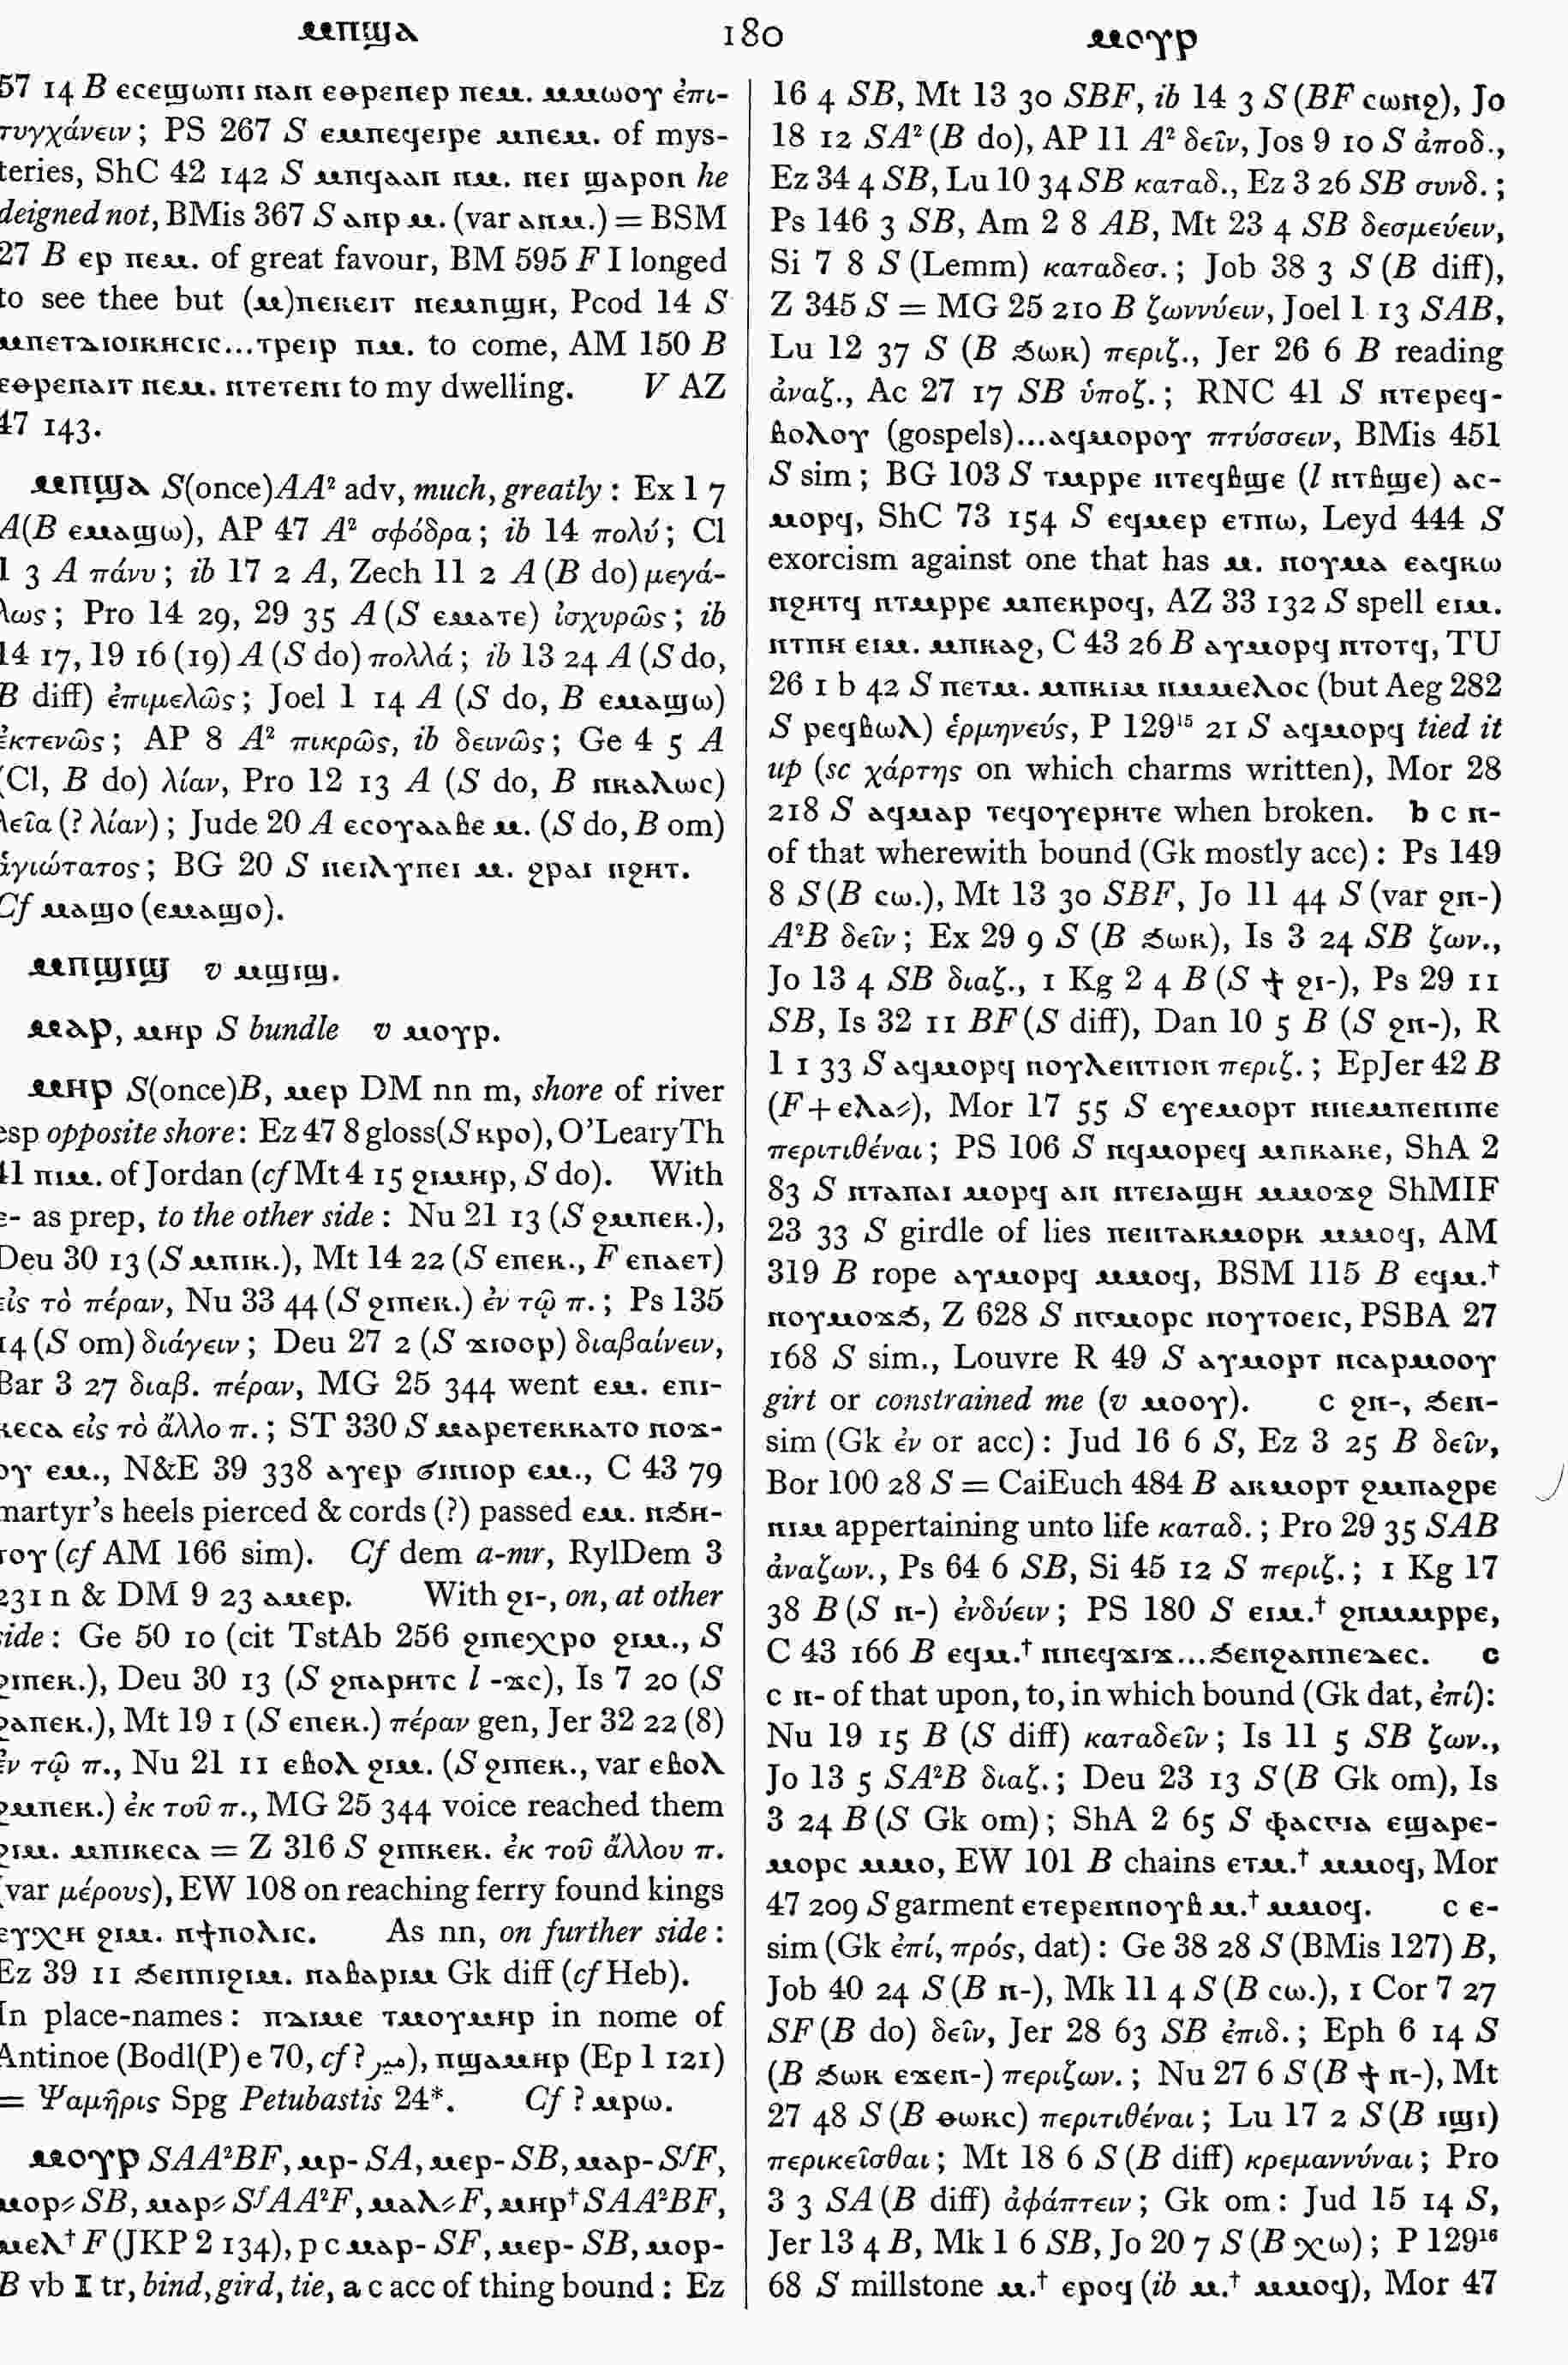 ⲙⲡϣⲁ 180 ⲙⲟⲩⲣ
57 14 B ⲉⲥⲉϣⲱⲡⲓ ⲛⲁⲛ ⲉⲑⲣⲉⲛⲉⲣ ⲡⲉⲙ. ⲙⲙⲱⲟⲩ ἐπι-
τυγχάνειν; PS 267 S ⲉⲙⲡⲉϥⲉⲓⲣⲉ ⲙⲡⲉⲙ. of mys-
teries, ShC 42 142 S ⲙⲡϥⲁⲁⲛ ⲡⲙ. ⲛⲉⲓ ϣⲁⲣⲟⲛ he
deigned not, BMis 367 S ⲁⲛⲣ ⲙ. (var ⲁⲛⲙ.) = BSM
27 B ⲉⲣ ⲡⲉⲙ. of great favour, BM 595 F I longed
to see thee but (ⲙ)ⲡⲉⲕⲉⲓⲧ ⲡⲉⲙⲡϣⲏ, Pcod 14 S
ⲙⲡⲉⲧⲇⲓⲟⲓⲕⲏⲥⲓⲥ...ⲧⲣⲉⲓⲣ ⲡⲙ. to come, AM 150 B
ⲉⲑⲣⲉⲛⲁⲓⲧ ⲡⲉⲙ. ⲛⲧⲉⲧⲉⲛⲓ to my dwelling. V AZ
47 143.
ⲙⲡϣⲁ S(once)AA² adv, much, greatly: Ex 1 7
A(B ⲉⲙⲁϣⲱ), AP 47 A² σφόδρα; ib 14 πολύ; Cl
1 3 A πάνυ; ib 17 2 A, Zech 11 2 A (B do) μεγά-
λως; Pro 14 29, 29 35 A (S ⲉⲙⲁⲧⲉ) ἰσχυρῶς; ib
14 17, 19 16 (19) A (S do) πολλά; ib 13 24 A (S do,
B diff) ἐπιμελῶς; Joel 1 14 A (S do, B ⲉⲙⲁϣⲱ)
ἐκτενῶς; AP 8 A² πικρῶς, ib δεινῶς; Ge 4 5 A
(Cl, B do) λίαν, Pro 12 13 A (S do, B ⲛⲕⲁⲗⲱⲥ)
λεῖα (? λίαν); Jude 20 A ⲉⲥⲟⲩⲁⲁⲃⲉ ⲙ. (S do, B om)
ἁγιώτατος; BG 20 S ⲛⲉⲓⲗⲩⲡⲉⲓ ⲙ. ϩⲣⲁⲓ ⲛϩⲏⲧ.
Cf ⲙⲁϣⲟ (ⲉⲙⲁϣⲟ).
ⲙⲡϣⲓϣ v ⲙϣⲓϣ.
ⲙⲁⲣ, ⲙⲏⲣ S bundle v ⲙⲟⲩⲣ.
ⲙⲏⲣ S(once)B, ⲙⲉⲣ DM nn m, shore of river
esp opposite shore: Ez 47 8 gloss(S ⲕⲣⲟ), O'LearyTh
41 ⲡⲓⲙ. of Jordan (cf Mt 4 15 ϩⲓⲙⲏⲣ, S do). With
ⲉ- as prep, to the other side: Nu 21 13 (S ϩⲙⲡⲉⲕ.),
Deu 30 13 (S ⲙⲡⲓⲕ.), Mt 14 22 (S ⲉⲡⲉⲕ., F ⲉⲡⲁⲉⲧ)
εἰς τὸ πέραν, Nu 33 44 (S ϩⲓⲡⲉⲕ.) ἐν τῷ π.; Ps 135
14 (S om) διάγειν; Deu 27 2 (S ϫⲓⲟⲟⲣ) διαβαίνειν,
Bar 3 27 διαβ. πέραν, MG 25 344 went ⲉⲙ. ⲉⲡⲓ-
ⲕⲉⲥⲁ εἰς τὸ ἄλλο π.; ST 330 S ⲙⲁⲣⲉⲧⲉⲕⲕⲁⲧⲟ ⲛⲟϫ-
ⲟⲩ ⲉⲙ., N&E 39 338 ⲁⲩⲉⲣ ϭⲓⲛⲓⲟⲣ ⲉⲙ., C 43 79
martyr's heels pierced & cords (?) passed ⲉⲙ. ⲛϧⲏ-
ⲧⲟⲩ (cf AM 166 sim). Cf dem a-mr, RylDem 3
231 n & DM 9 23 ⲁⲙⲉⲣ. With ϩⲓ-, on, at other
side: Ge 50 10 (cit TstAb 256 ϩⲓⲡⲉⲭⲣⲟ ϩⲓⲙ., S
ϩⲓⲡⲉⲕ.), Deu 30 13 (S ϩⲛⲁⲣⲏⲧⲥ l -ϫⲥ), Is 7 20 (S
ϩⲁⲡⲉⲕ.), Mt 19 1 (S ⲉⲡⲉⲕ.) πέραν gen, Jer 32 22 (8)
ἐν τῷ π., Nu 21 11 ⲉⲃⲟⲗ ϩⲓⲙ. (S ϩⲓⲡⲉⲕ., var ⲉⲃⲟⲗ
ϩⲙⲡⲉⲕ.) ἐκ τοῦ π., MG 25 344 voice reached them
ϩⲓⲙ. ⲙⲡⲓⲕⲉⲥⲁ = Z 316 S ϩⲓⲡⲕⲉⲕ. ἐκ τοῦ ἄλλου π.
(var μέρους), EW 108 on reaching ferry found kings
ⲉⲩⲭⲏ ϩⲓⲙ. ⲛϯⲡⲟⲗⲓⲥ. As nn, on further side:
Ez 39 11 ϧⲉⲛⲡⲓϩⲓⲙ. ⲛⲁⲃⲁⲣⲓⲙ Gk diff (cf Heb).
In place-names: ⲡⲇⲓⲙⲉ ⲧⲙⲟⲩⲙⲏⲣ in nome of
Antinoe (Bodl(P) e 70, cf ? مير), ⲡϣⲁⲙⲏⲣ (Ep 1 121)
= Ψαμῆρις Spg Petubastis 24*. Cf ? ⲙⲣⲱ.
ⲙⲟⲩⲣ SAA²BF, ⲙⲣ- SA, ⲙⲉⲣ- SB, ⲙⲁⲣ- SᶠF,
ⲙⲟⲣ⸗ SB, ⲙⲁⲣ⸗ SᶠAA²F, ⲙⲁⲗ⸗ F, ⲙⲏⲣ† SAA²BF,
ⲙⲉⲗ† F (JKP 2 134), p c ⲙⲁⲣ- SF, ⲙⲉⲣ- SB, ⲙⲟⲣ-
B vb I tr, bind, gird, tie, a c acc of thing bound: Ez
16 4 SB, Mt 13 30 SBF, ib 14 3 S (BF ⲥⲱⲛϩ), Jo
18 12 SA² (B do), AP 11 A² δεῖν, Jos 9 10 S ἀποδ.,
Ez 34 4 SB, Lu 10 34 SB καταδ., Ez 3 26 SB συνδ.;
Ps 146 3 SB, Am 2 8 AB, Mt 23 4 SB δεσμεύειν,
Si 7 8 S (Lemm) καταδεσ.; Job 38 3 S (B diff),
Z 345 S = MG 25 210 B ζωννύειν, Joel 1 13 SAB,
Lu 12 37 S (B ϧⲱⲕ) περιζ., Jer 26 6 B reading
ἀναζ., Ac 27 17 SB ὑποζ.; RNC 41 S ⲛⲧⲉⲣⲉϥ-
ⲃⲟⲗⲟⲩ (gospels)...ⲁϥⲙⲟⲣⲟⲩ πτύσσειν, BMis 451
S sim; BG 103 S ⲧⲙⲣⲣⲉ ⲛⲧⲉϥⲃϣⲉ (l ⲛⲧⲃϣⲉ) ⲁⲥ-
ⲙⲟⲣϥ, ShC 73 154 S ⲉϥⲙⲉⲣ ⲉⲧⲡⲱ, Leyd 444 S
exorcism against one that has ⲙ. ⲛⲟⲩⲙⲁ ⲉⲁϥⲕⲱ
ⲛϩⲏⲧϥ ⲛⲧⲙⲣⲣⲉ ⲙⲡⲉⲕⲣⲟϥ, AZ 33 132 S spell ⲉⲓⲙ.
ⲛⲧⲡⲏ ⲉⲓⲙ. ⲙⲡⲕⲁϩ, C 43 26 B ⲁⲩⲙⲟⲣϥ ⲛⲧⲟⲧϥ, TU
26 1 b 42 S ⲡⲉⲧⲙ. ⲙⲡⲕⲓⲙ ⲛⲙⲙⲉⲗⲟⲥ (but Aeg 282
S ⲣⲉϥⲃⲱⲗ) ἑρμηνεύς, P 129¹⁵ 21 S ⲁϥⲙⲟⲣϥ tied it
up (sc χάρτης on which charms written), Mor 28
218 S ⲁϥⲙⲁⲣ ⲧⲉϥⲟⲩⲉⲣⲏⲧⲉ when broken. b c ⲛ-
of that wherewith bound (Gk mostly acc): Ps 149
8 S (B ⲥⲱ.), Mt 13 30 SBF, Jo 11 44 S (var ϩⲛ-)
A²B δεῖν; Ex 29 9 S (B ϧⲱⲕ), Is 3 24 SB ζων.,
Jo 13 4 SB διαζ., 1 Kg 2 4 B (S ϯ ϩⲓ-), Ps 29 11
SB, Is 32 11 BF (S diff), Dan 10 5 B (S ϩⲛ-), R
1 1 33 S ⲁϥⲙⲟⲣϥ ⲛⲟⲩⲗⲉⲛⲧⲓⲟⲛ περιζ.; EpJer 42 B
(F + ⲉⲗⲁ⸗), Mor 17 55 S ⲉⲩⲉⲙⲟⲣⲧ ⲛⲛⲉⲙⲡⲉⲛⲓⲡⲉ
περιτιθέναι; PS 106 S ⲛϥⲙⲟⲣⲉϥ ⲙⲡⲕⲁⲕⲉ, ShA 2
83 S ⲛⲧⲁⲡⲁⲓ ⲙⲟⲣϥ ⲁⲛ ⲛⲧⲉⲓⲁϣⲏ ⲙⲙⲟϫϩ ShMIF
23 33 S girdle of lies ⲡⲉⲛⲧⲁⲕⲙⲟⲣⲕ ⲙⲙⲟϥ, AM
319 B rope ⲁⲩⲙⲟⲣϥ ⲙⲙⲟϥ, BSM 115 B ⲉϥⲙ.†
ⲛⲟⲩⲙⲟϫϧ, Z 628 S ⲛⲅⲙⲟⲣⲥ ⲛⲟⲩⲧⲟⲉⲓⲥ, PSBA 27
168 S sim., Louvre R 49 S ⲁⲩⲙⲟⲣⲧ ⲛⲥⲁⲣⲙⲟⲟⲩ
girt or constrained me (v ⲙⲟⲟⲩ). c ϩⲛ-, ϧⲉⲛ-
sim (Gk ἐν or acc): Jud 16 6 S, Ez 3 25 B δεῖν,
Bor 100 28 S = CaiEuch 484 B ⲁⲕⲙⲟⲣⲧ ϩⲙⲡⲁϩⲣⲉ
ⲛⲓⲙ appertaining unto life καταδ.; Pro 29 35 SAB
ἀναζων., Ps 64 6 SB, Si 45 12 S περιζ.; 1 Kg 17
38 B (S ⲛ-) ἐνδύειν; PS 180 S ⲉⲓⲙ.† ϩⲛⲙⲙⲣⲣⲉ,
C 43 166 B ⲉϥⲙ.† ⲛⲛⲉϥϫⲓϫ...ϧⲉⲛϩⲁⲛⲡⲉⲇⲉⲥ. c
c ⲛ- of that upon, to, in which bound (Gk dat, ἐπί):
Nu 19 15 B (S diff) καταδεῖν; Is 11 5 SB ζων.,
Jo 13 5 SA²B διαζ.; Deu 23 13 S (B Gk om), Is
3 24 B (S Gk om); ShA 2 65 S ⲫⲁⲥⲅⲓⲁ ⲉϣⲁⲣⲉ-
ⲙⲟⲣⲥ ⲙⲙⲟ, EW 101 B chains ⲉⲧⲙ.† ⲙⲙⲟϥ, Mor
47 209 S garment ⲉⲧⲉⲣⲉⲡⲛⲟⲩⲃ ⲙ.† ⲙⲙⲟϥ. c ⲉ-
sim (Gk ἐπί, πρός, dat): Ge 38 28 S (BMis 127) B,
Job 40 24 S (B ⲛ-), Mk 11 4 S (B ⲥⲱ.), 1 Cor 7 27
SF (B do) δεῖν, Jer 28 63 SB ἐπιδ.; Eph 6 14 S
(B ϧⲱⲕ ⲉϫⲉⲛ-) περιζων.; Nu 27 6 S (B ϯ ⲛ-), Mt
27 48 S (B ⲑⲱⲕⲥ) περιτιθέναι; Lu 17 2 S (B ⲓϣⲓ)
περικεῖσθαι; Mt 18 6 S (B diff) κρεμαννύναι; Pro
3 3 SA (B diff) ἀφάπτειν; Gk om: Jud 15 14 S,
Jer 13 4 B, Mk 1 6 SB, Jo 20 7 S (B ⲭⲱ); P 129¹⁶
68 S millstone ⲙ.† ⲉⲣⲟϥ (ib ⲙ.† ⲙⲙⲟϥ), Mor 47